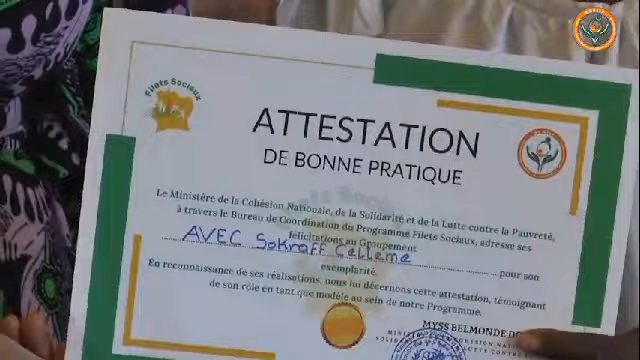 Filets Sociaux
ATTESTATION
DE BONNE PRATIQUE
Le Ministère de la Cohésion Nationale, de la Solidarité et de la Lutte contre la Pauvreté,
à travers le Bureau de Coordination du Programme Filets Sociaux, adresse ses
félicitations au Groupement
AVEC Sokraff Celleme pour son
exemplarité.
En reconnaissance de ses réalisations, nous lui décernons cette attestation, témoignant
de son rôle en tant que modèle au sein de notre Programme.
MYSS BELMONDE